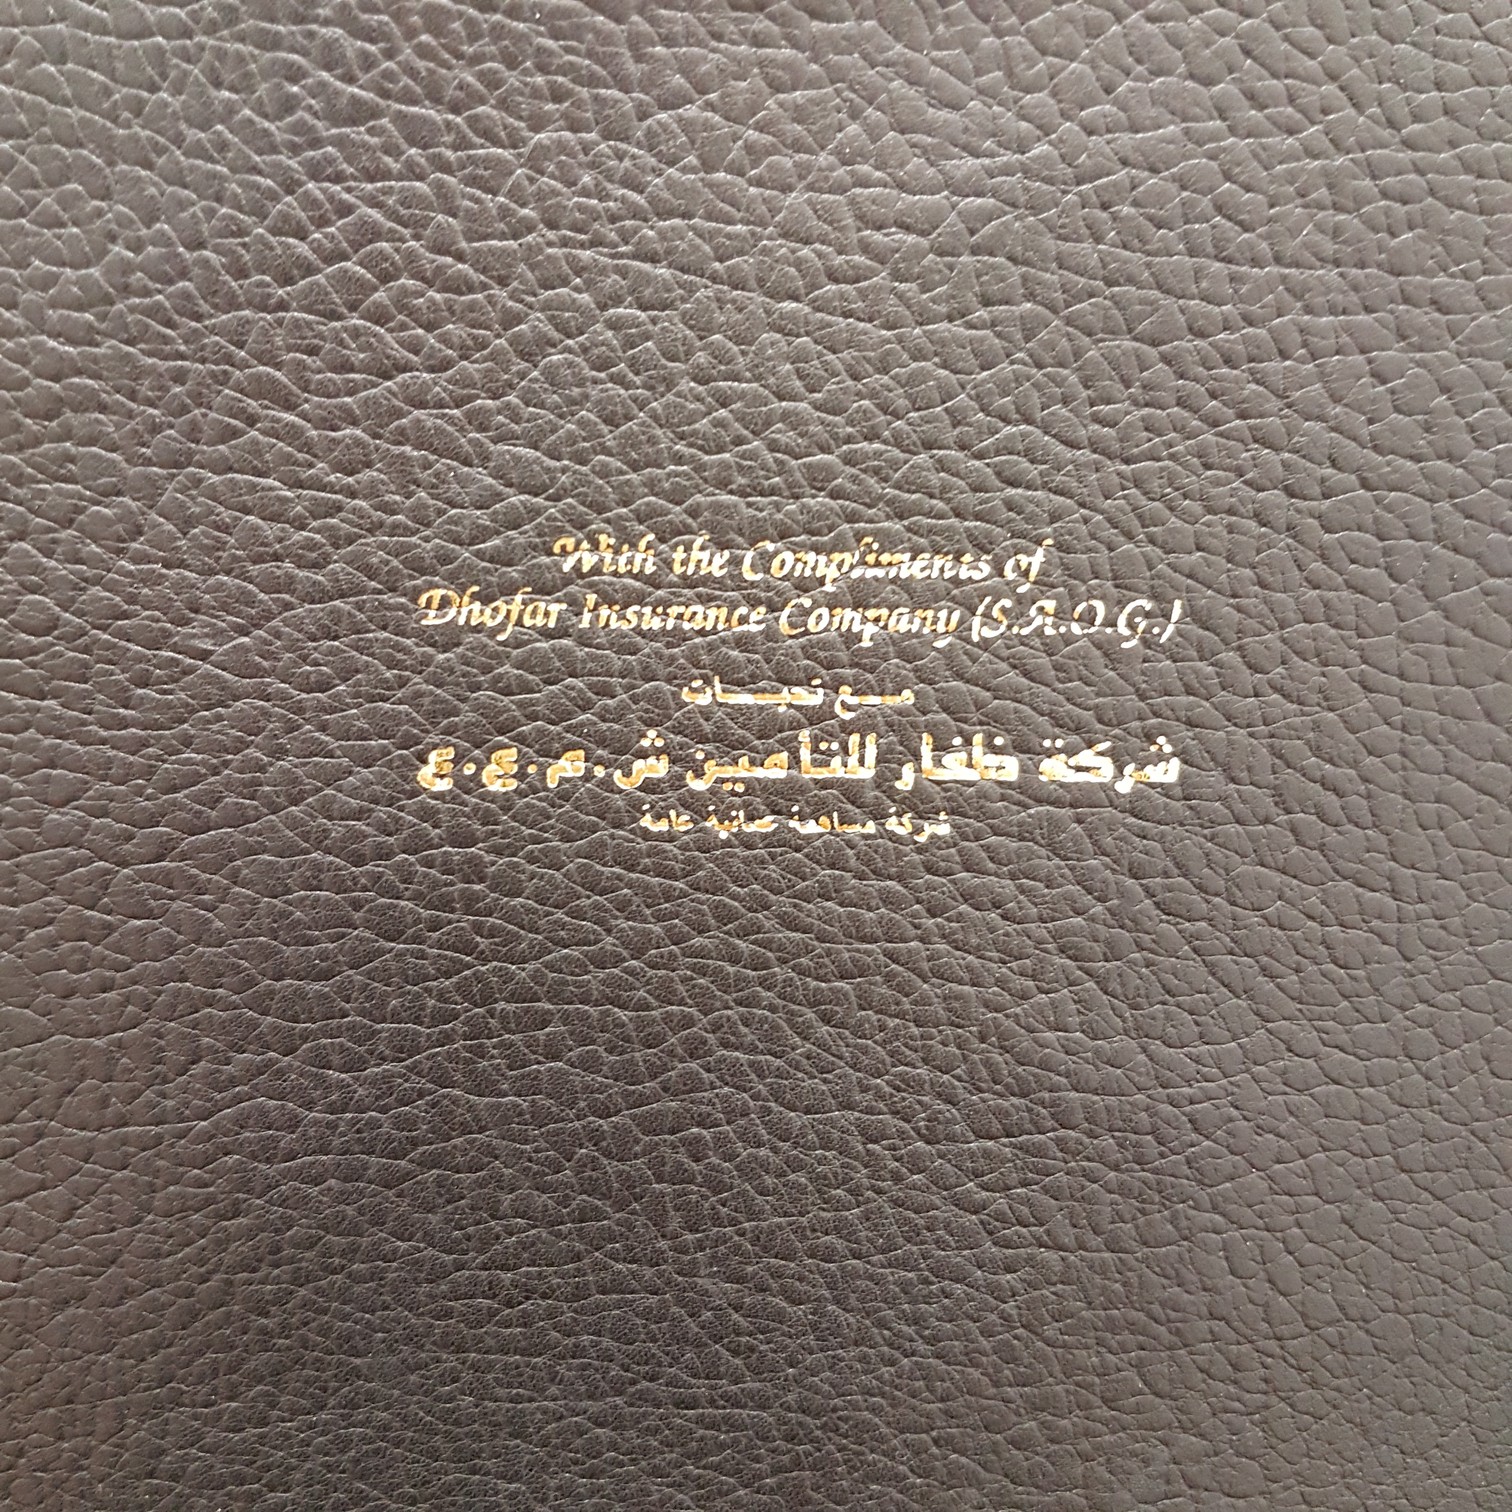 With the Compliments of
Dhofar Insurance Company (S.A.O.G.)
مع تحيات
شركة ظفار للتأمين ش.م.ع.ع
شركة مساهمة عمانية عامة